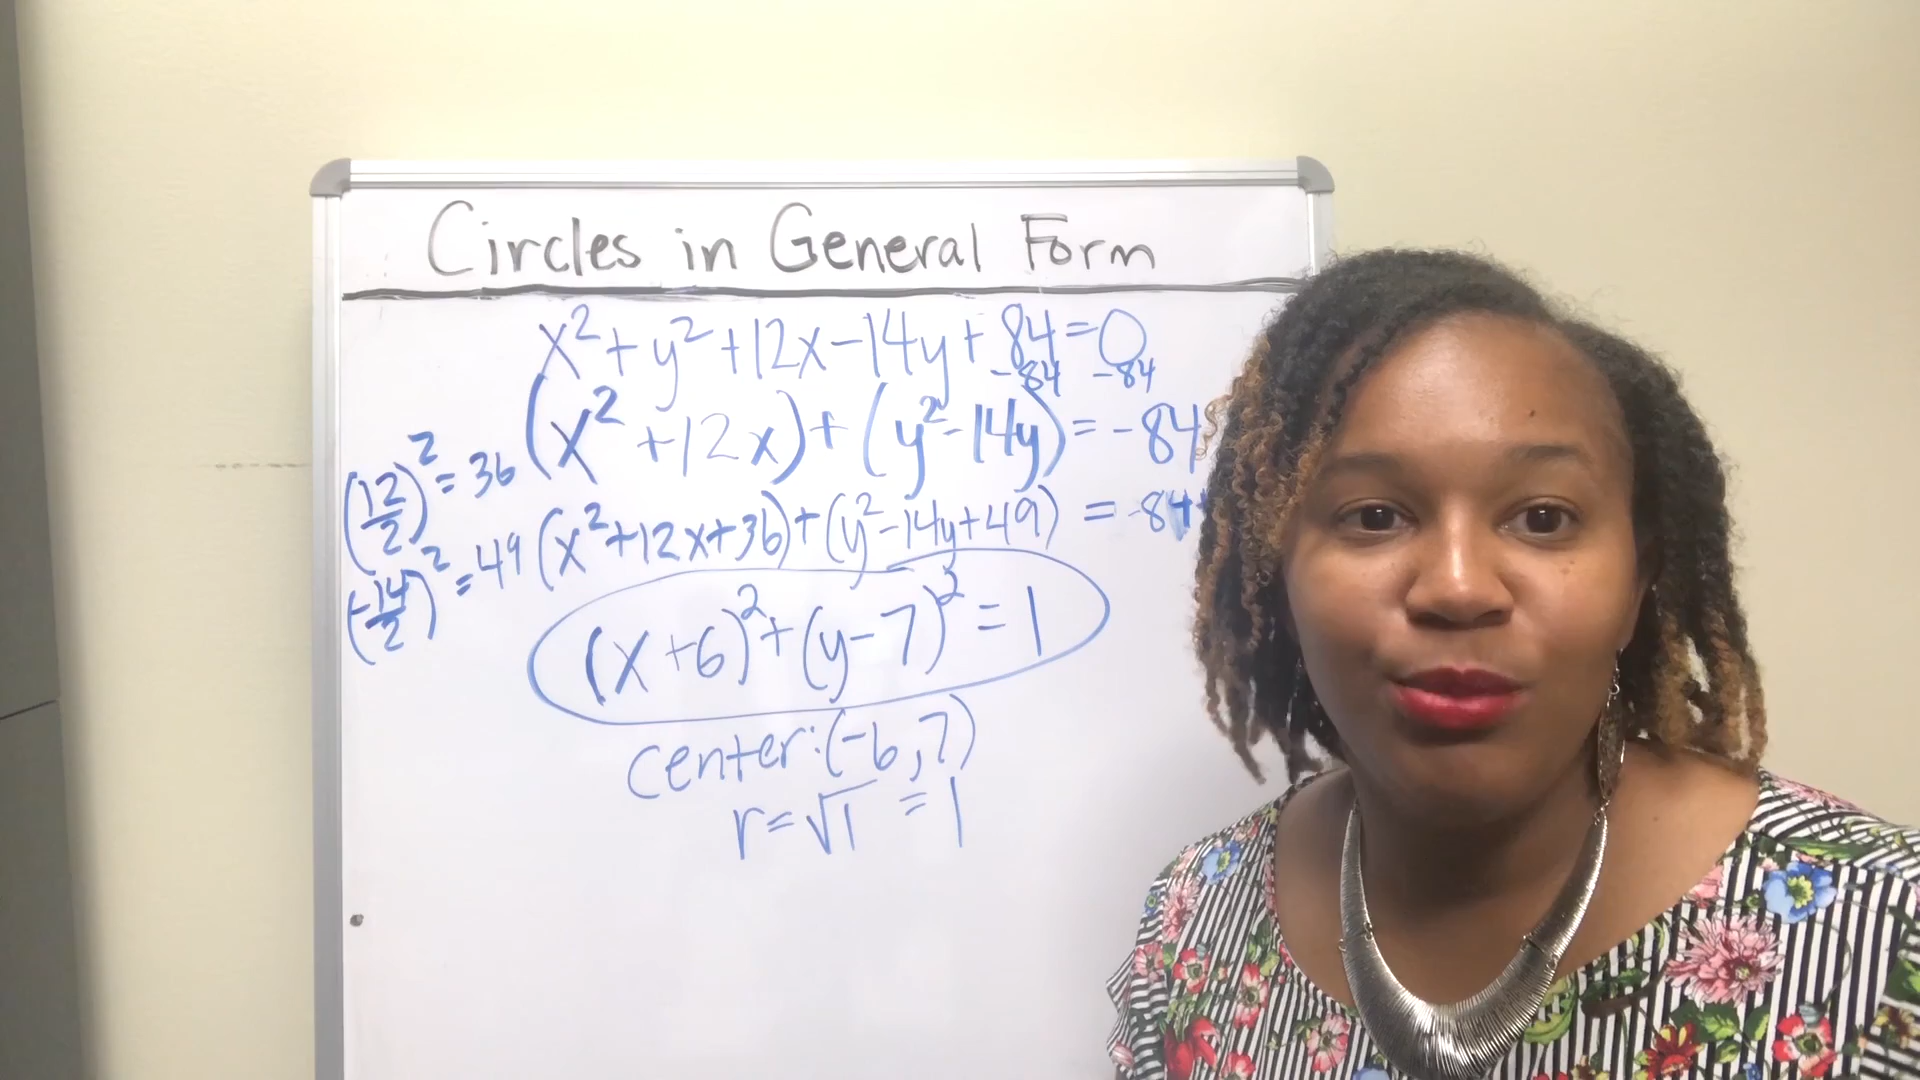 Circles in General Form
x²+y²+12x-14y+84=0
-84 -84
(x²+12x)+(y²-14y)=-84
(12/2)²=36
(x²+12x+36)+(y²-14y+49)=-84+
(-14/2)²=49
(x+6)²+(y-7)²=1
center:(-6,7)
r=√1=1